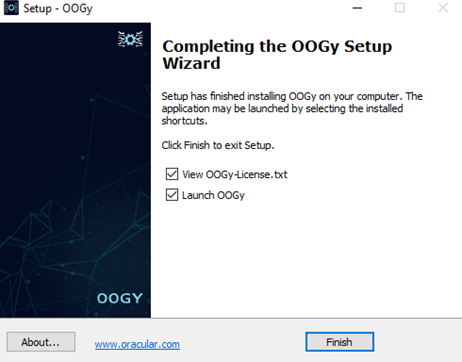 Setup - OOGy
Completing the OOGy Setup
Wizard
Setup has finished installing OOGy on your computer. The
application may be launched by selecting the installed
shortcuts.
Click Finish to exit Setup.
View OOGy-License.txt
Launch OOGy
OOGY
About...
www.oracular.com
Finish